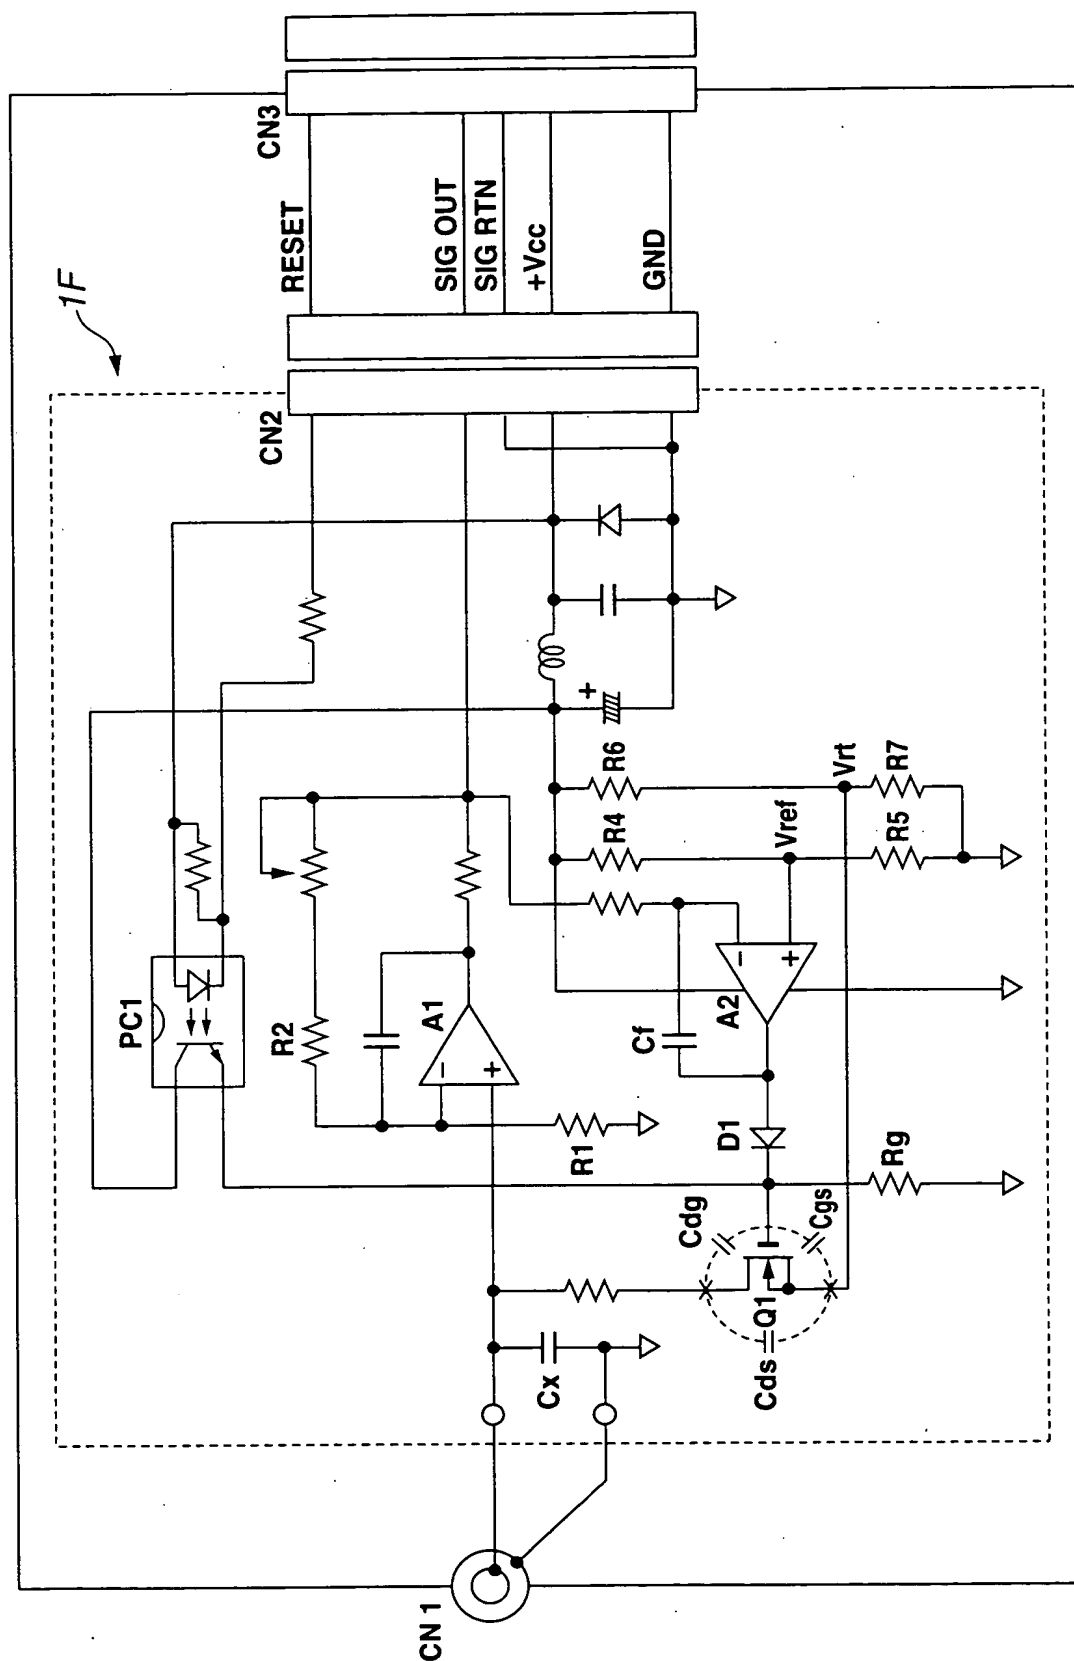 1F
CN3
RESET
SIG OUT
SIG RTN
+Vcc
GND
CN2
+
R6
R4
Vrt
R7
Vref
R5
PC1
R2
A1
−
+
R1
−
+
A2
Cf
D1
Rg
Cdg
Cgs
Q1
Cds
Cx
CN 1